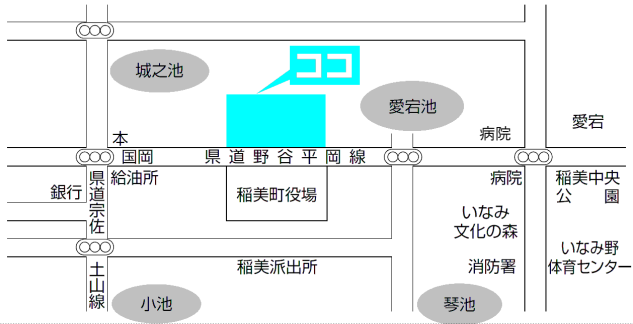 ココ
城之池
愛宕池
本
国岡
県道野谷平岡線
病院
愛宕
銀行
県道宗佐
土山線
給油所
稲美町役場
病院
稲美中央
公園
いなみ
文化の森
いなみ野
体育センター
稲美派出所
消防署
小池
琴池